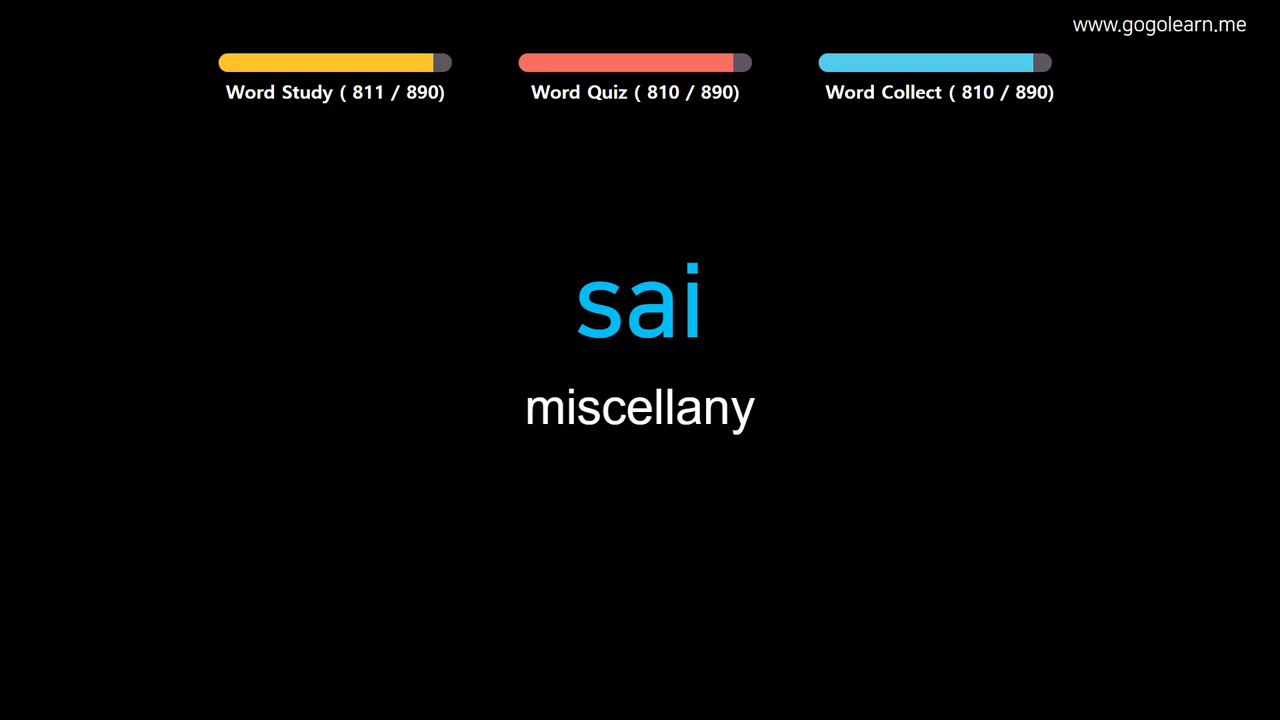 www.gogolearn.me
Word Study ( 811 / 890)
Word Quiz ( 810 / 890)
Word Collect ( 810 / 890)
sai
miscellany